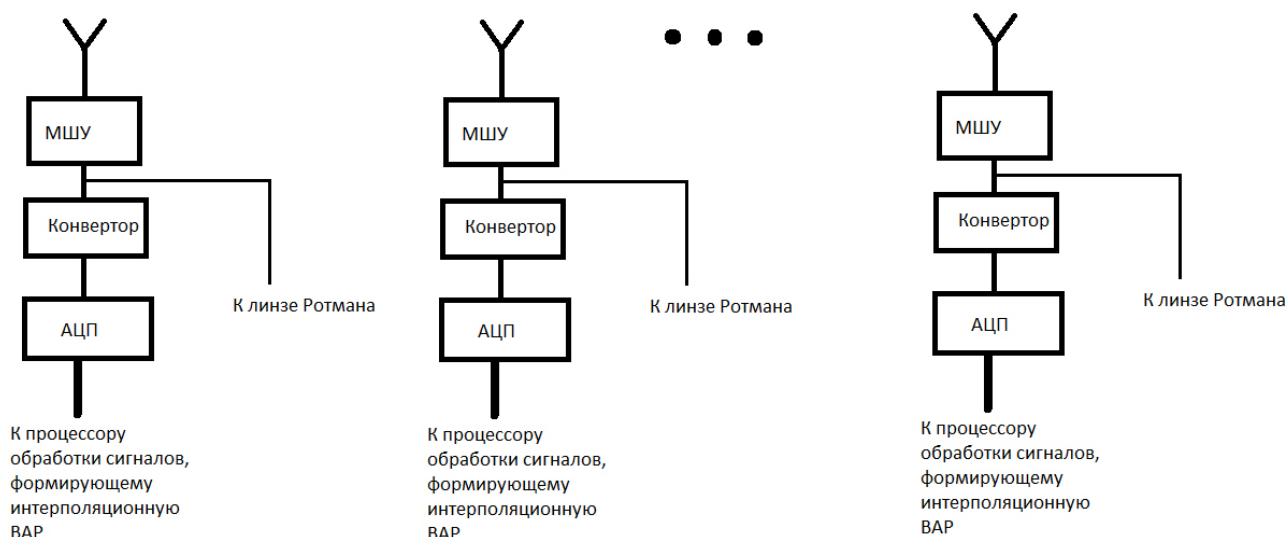 МШУ
Конвертор
АЦП
К линзе Ротмана
К процессору
обработки сигналов,
формирующему
интерполяционную
ВАР
МШУ
Конвертор
АЦП
К линзе Ротмана
К процессору
обработки сигналов,
формирующему
интерполяционную
ВАР
МШУ
Конвертор
АЦП
К линзе Ротмана
К процессору
обработки сигналов,
формирующему
интерполяционную
ВАР